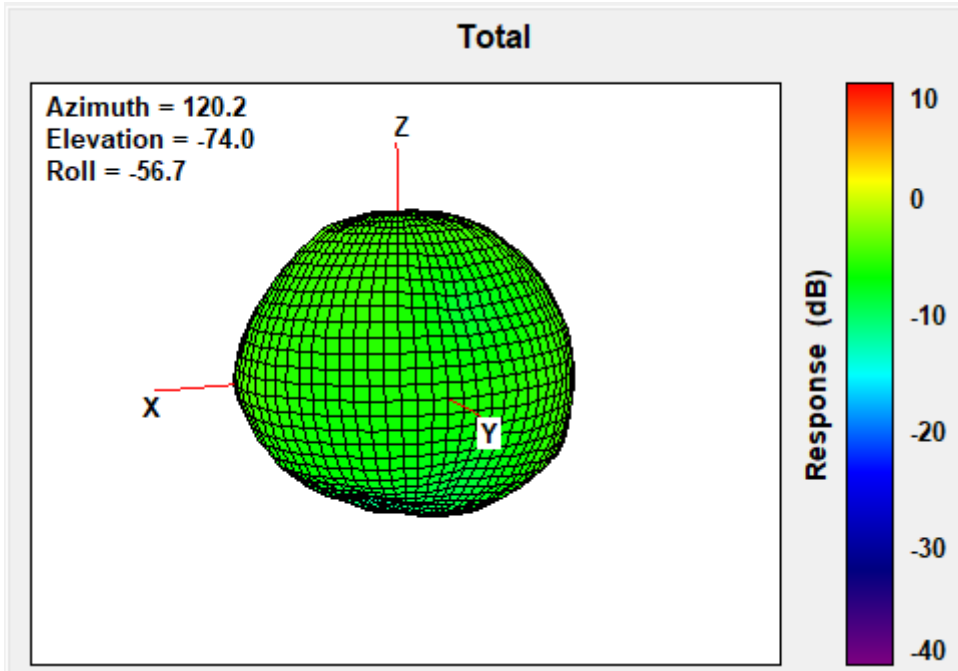 Total
Azimuth = 120.2
Elevation = -74.0
Roll = -56.7
Z
X
Y
10
0
-10
-20
-30
-40
Response (dB)